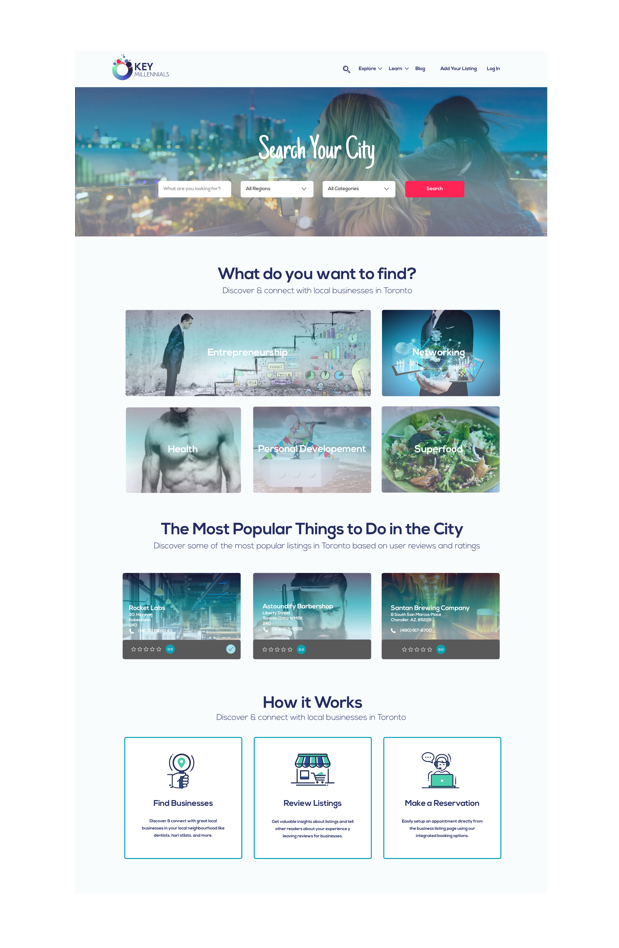 KEY
MILLENNIALS
Explore
Learn
Blog
Add Your Listing
Log In
Search Your City
What are you looking for?
All Regions
All Categories
Search
What do you want to find?
Discover & connect with local businesses in Toronto
Entrepreneurship
Networking
Health
Personal Developement
Superfood
The Most Popular Things to Do in the City
Discover some of the most popular listings in Toronto based on user reviews and ratings
Rocket Labs
Astoundify Barbershop
Liberty Street
Santan Brewing Company
8 South San Marcos Place
Chandler, AZ, 85225
(480) 917-8700
How it Works
Discover & connect with local businesses in Toronto
Find Businesses
Discover & connect with great local
businesses in your local neighbourhood like
dentists, hari stlists, and more.
Review Listings
Get valuable insights about listings and tell
other readers about your experience y
leaving reviews for businesses.
Make a Reservation
Easily setup an appointment directly from
the business listing page using our
integrated booking options.